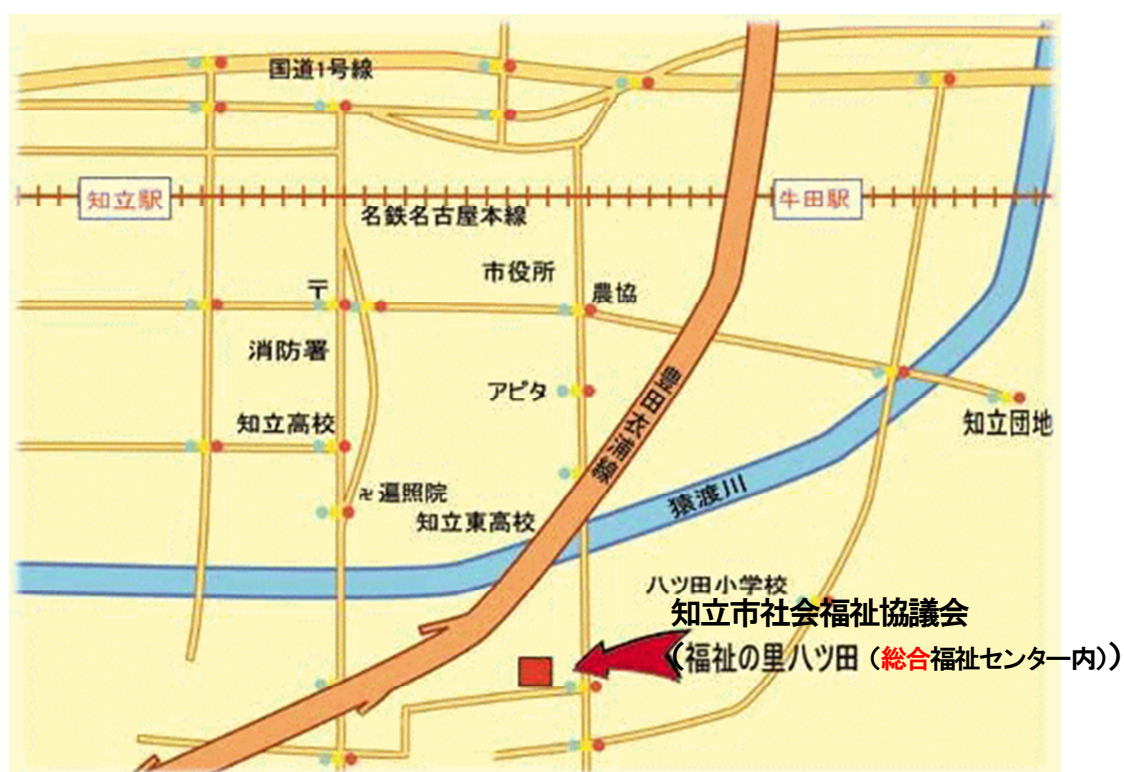 国道1号線
知立駅
牛田駅
名鉄名古屋本線
市役所
〒
農協
消防署
豊田衣浦線
アピタ
知立高校
知立団地
卍遍照院
猿渡川
知立東高校
八ツ田小学校
知立市社会福祉協議会
（福祉の里八ツ田（総合福祉センター内））